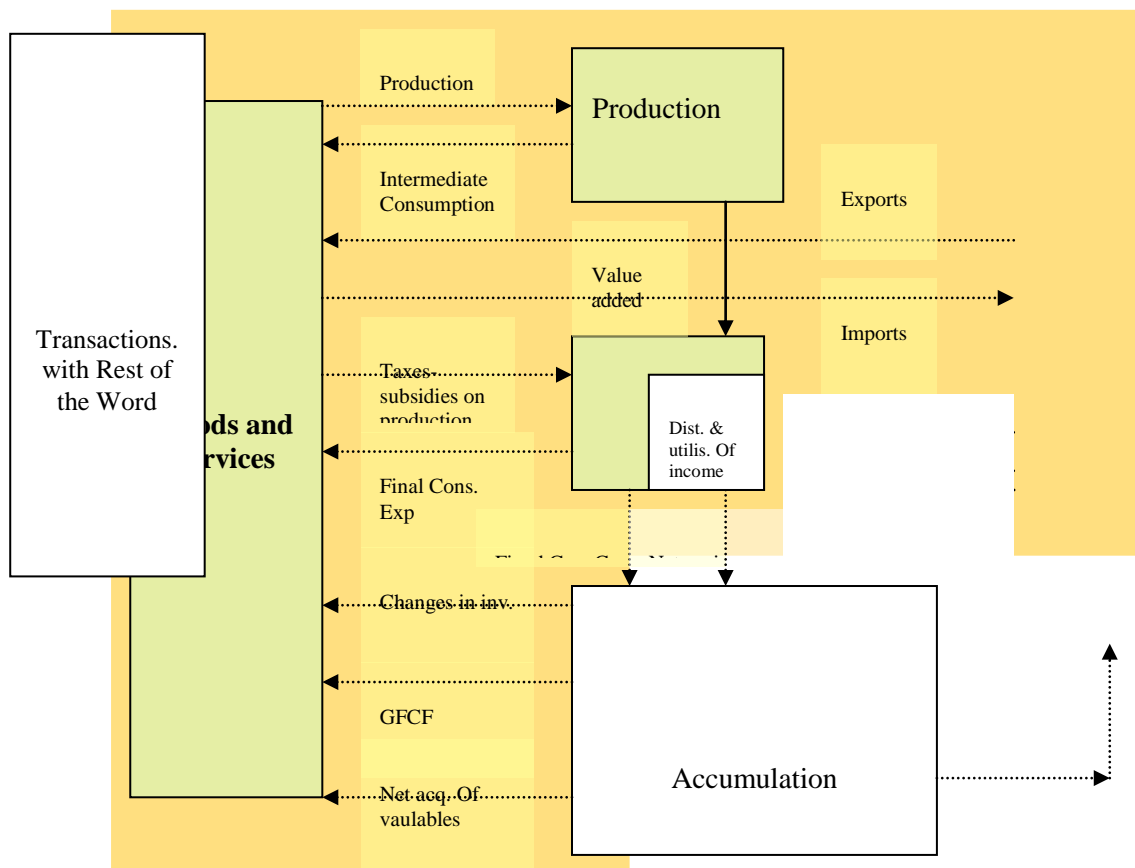 Production
Production
Intermediate
Consumption
Exports
Value
added
Imports
Transactions.
with Rest of
the Word
Taxes-
subsidies on
production
ods and
rvices
Dist. &
utilis. Of
income
Final Cons.
Exp
Changes in inv.
GFCF
Accumulation
Net acq. Of
vaulables